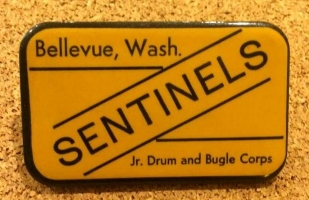 Bellevue, Wash.
SENTINELS
Jr. Drum and Bugle Corps